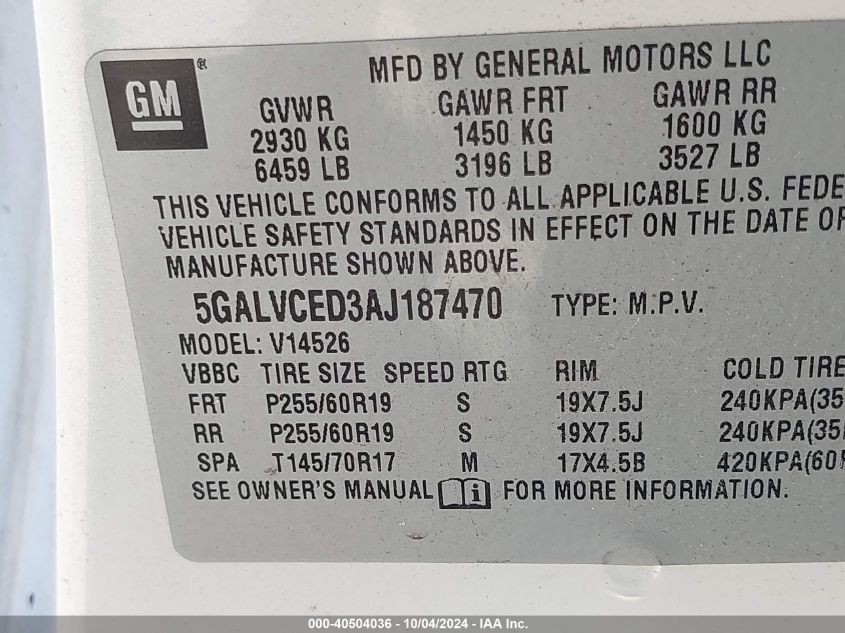 GM ®
MFD BY GENERAL MOTORS LLC
GVWR GAWR FRT GAWR RR
2930 KG 1450 KG 1600 KG
6459 LB 3196 LB 3527 LB
THIS VEHICLE CONFORMS TO ALL APPLICABLE U.S. FEDE
VEHICLE SAFETY STANDARDS IN EFFECT ON THE DATE OF
MANUFACTURE SHOWN ABOVE.
5GALVCED3AJ187470 TYPE: M.P.V.
MODEL: V14526
VBBC TIRE SIZE SPEED RTG RIM COLD TIRE
FRT P255/60R19 S 19X7.5J 240KPA(35
RR P255/60R19 S 19X7.5J 240KPA(35
SPA T145/70R17 M 17X4.5B 420KPA(60
SEE OWNER'S MANUAL i FOR MORE INFORMATION.
000-40504036 - 10/04/2024 - IAA Inc.